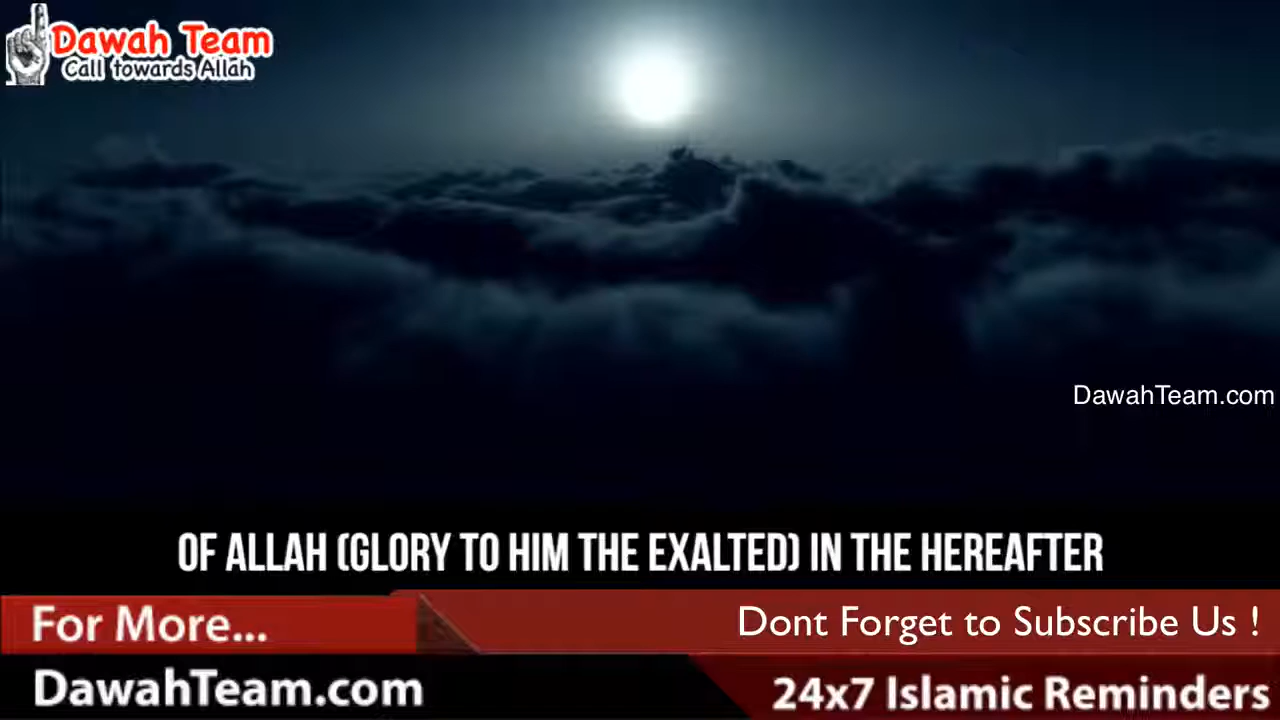 Dawah Team
Call towards Allah
DawahTeam.com
OF ALLAH (GLORY TO HIM THE EXALTED) IN THE HEREAFTER
For More...
Dont Forget to Subscribe Us !
DawahTeam.com
24x7 Islamic Reminders